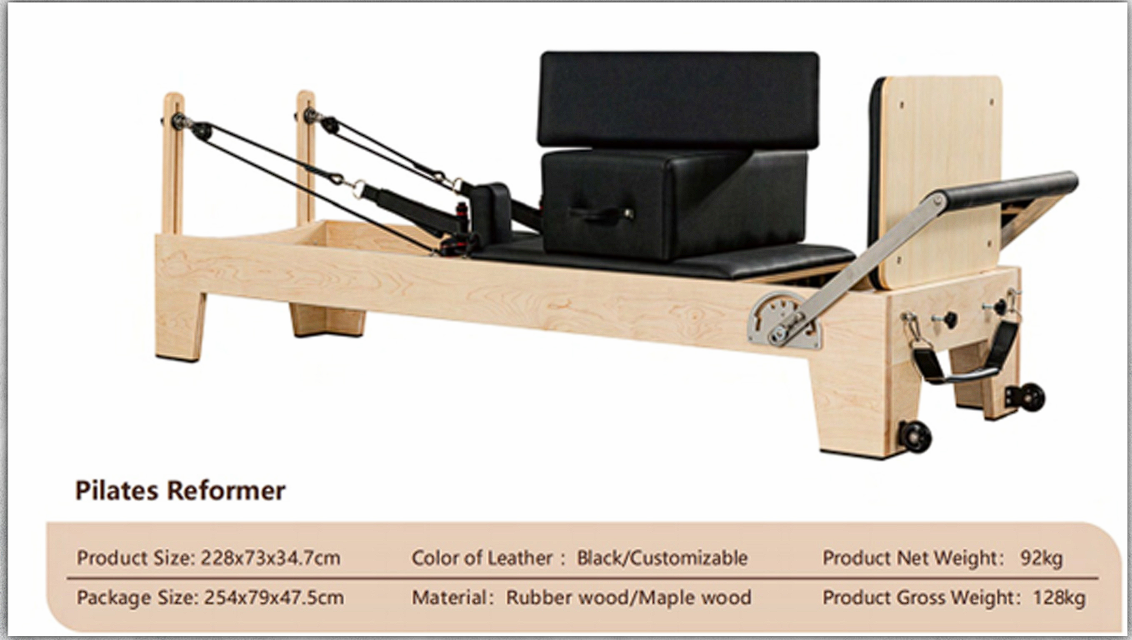 Pilates Reformer
Product Size: 228x73x34.7cm Color of Leather : Black/Customizable Product Net Weight: 92kg
Package Size: 254x79x47.5cm Material: Rubber wood/Maple wood Product Gross Weight: 128kg